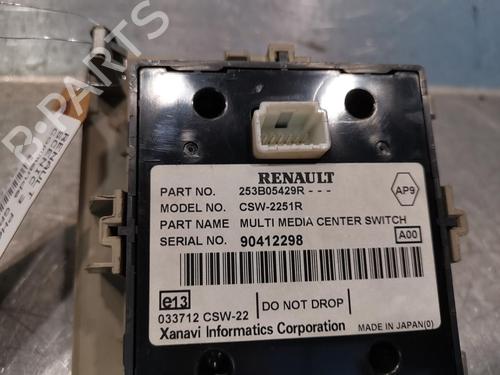 B-PARTS
RENAULT
PART NO. 253B05429R - - -
AP9
MODEL NO. CSW-2251R
PART NAME MULTI MEDIA CENTER SWITCH
SERIAL NO. 90412298
A00
e13
DO NOT DROP
033712 CSW-22
Xanavi Informatics Corporation
MADE IN JAPAN(0)